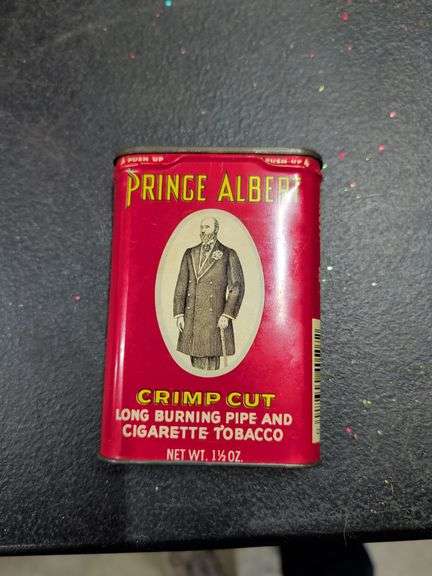 PUSH UP PUSH UP
PRINCE ALBERT
CRIMP CUT
LONG BURNING PIPE AND
CIGARETTE TOBACCO
NET WT. 1½ OZ.